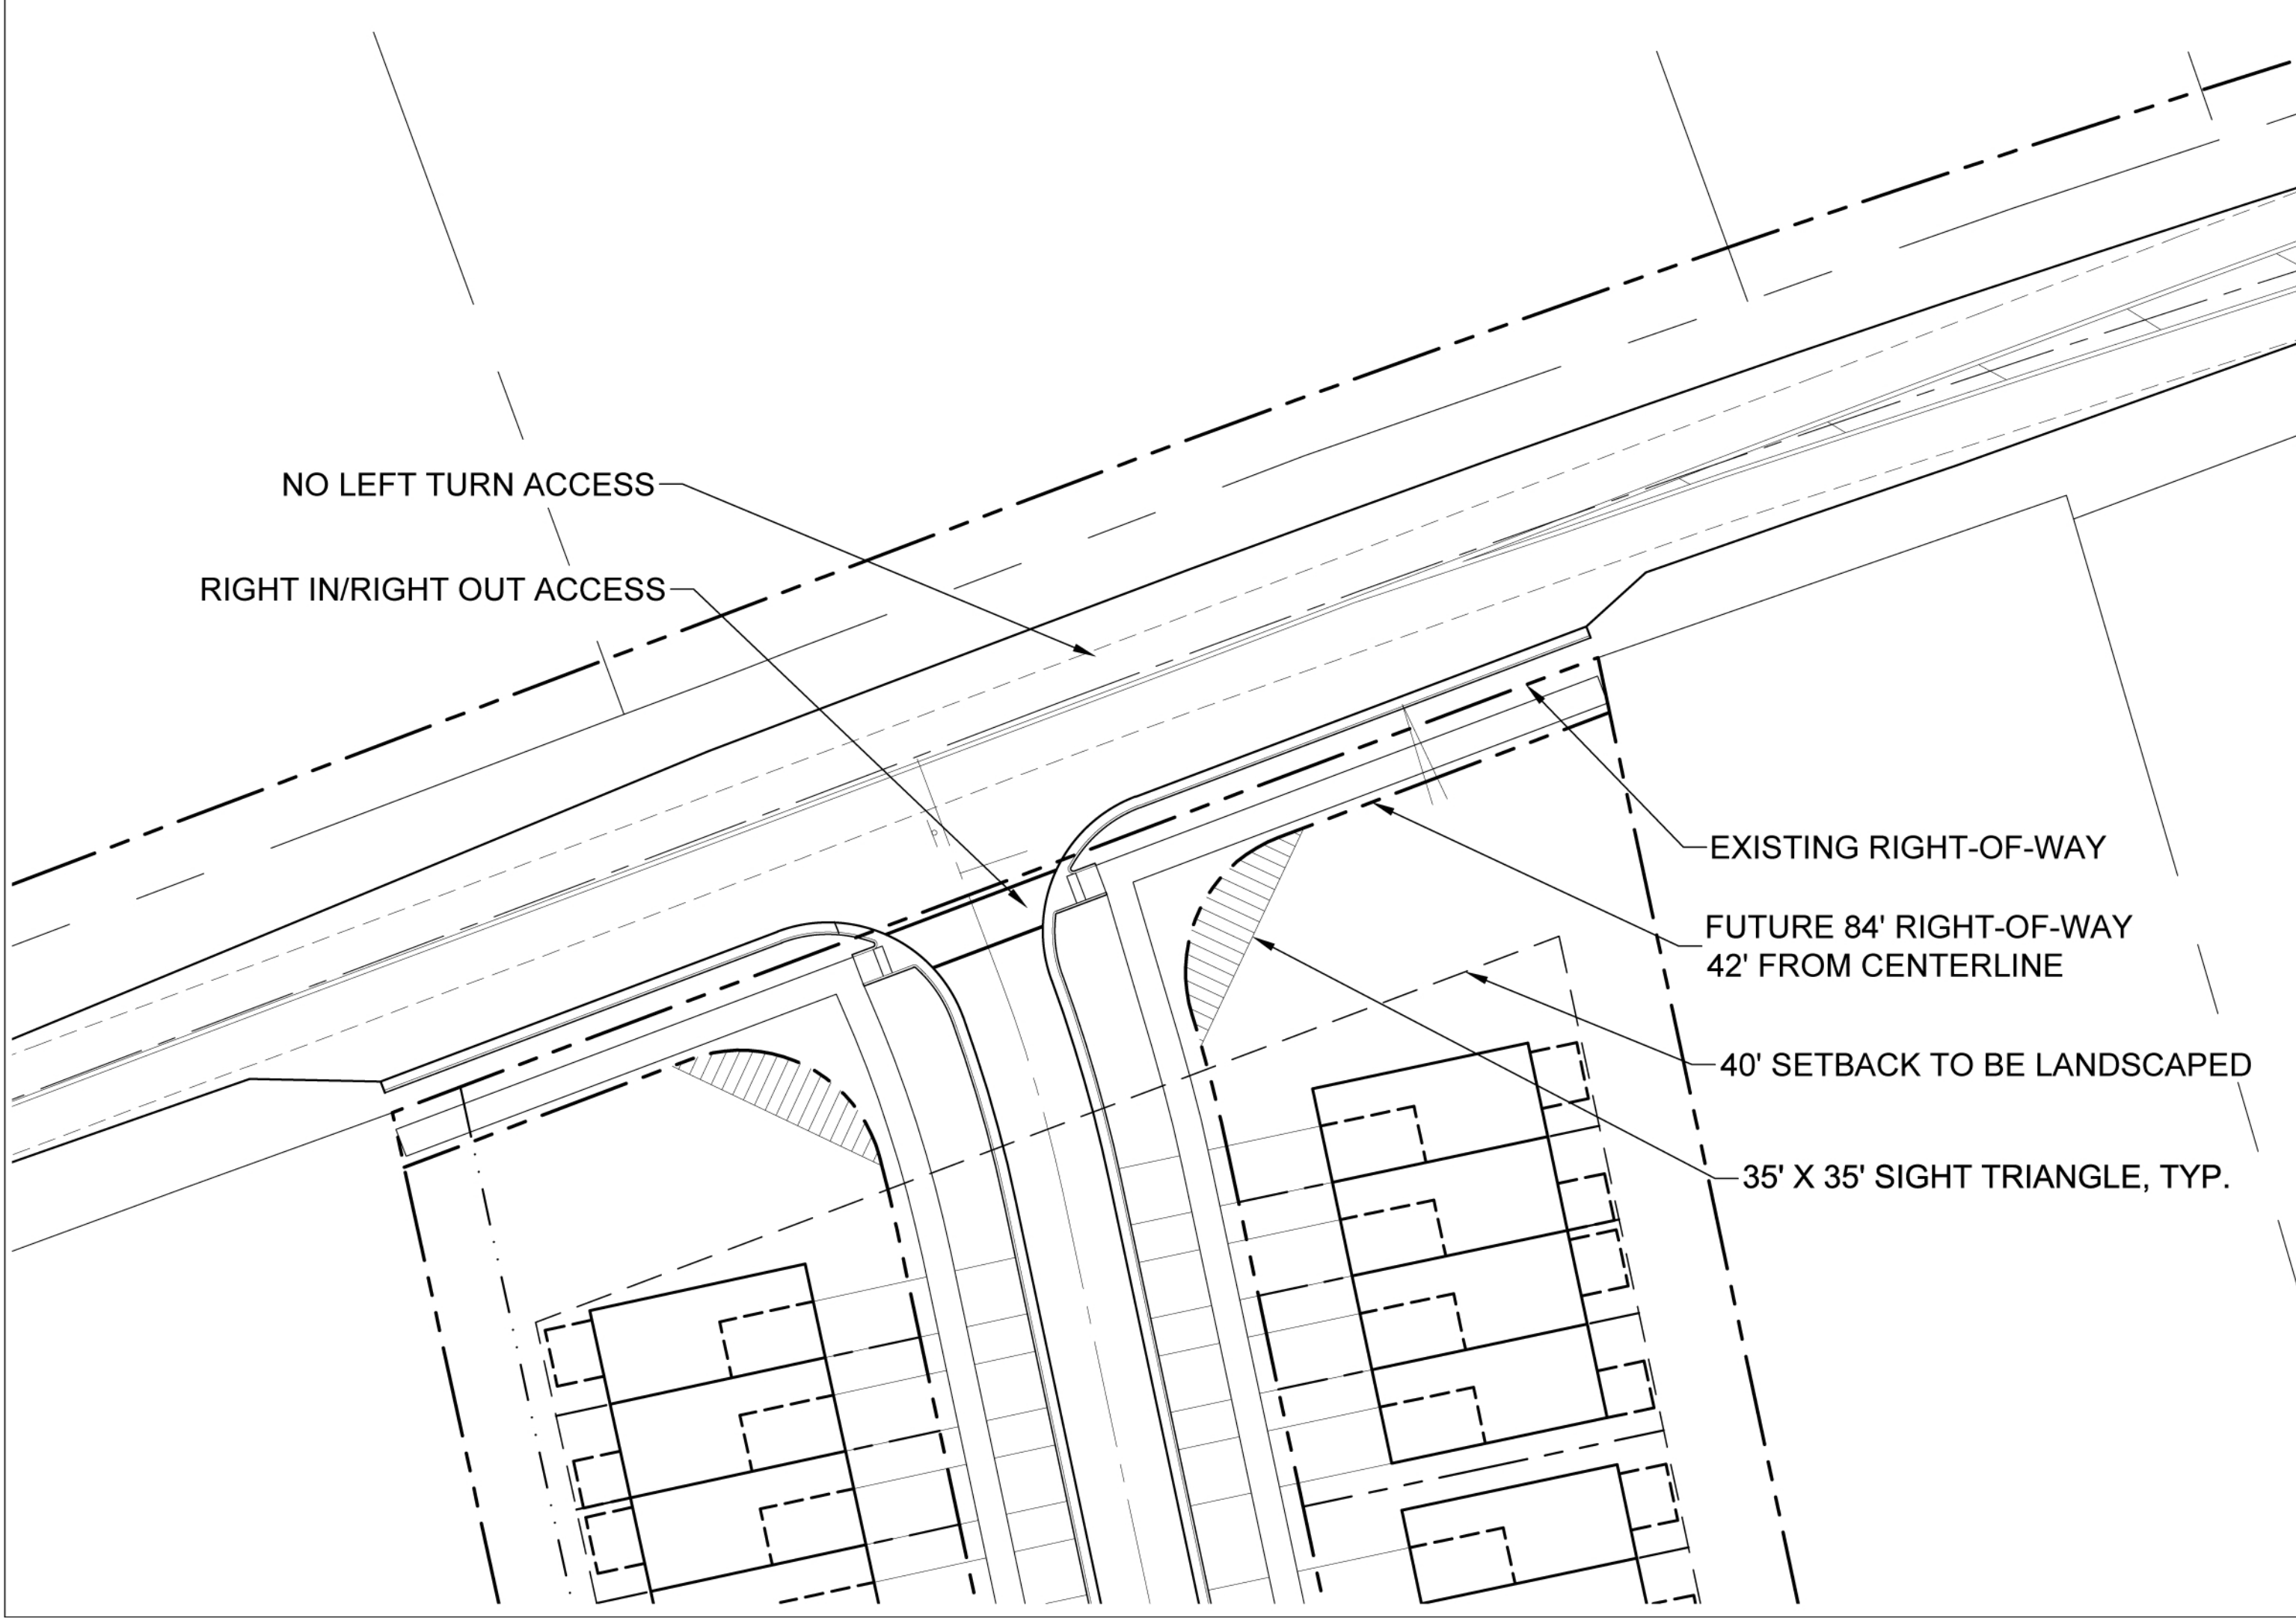 NO LEFT TURN ACCESS
RIGHT IN/RIGHT OUT ACCESS
EXISTING RIGHT-OF-WAY
FUTURE 84' RIGHT-OF-WAY
42' FROM CENTERLINE
40' SETBACK TO BE LANDSCAPED
35' X 35' SIGHT TRIANGLE, TYP.